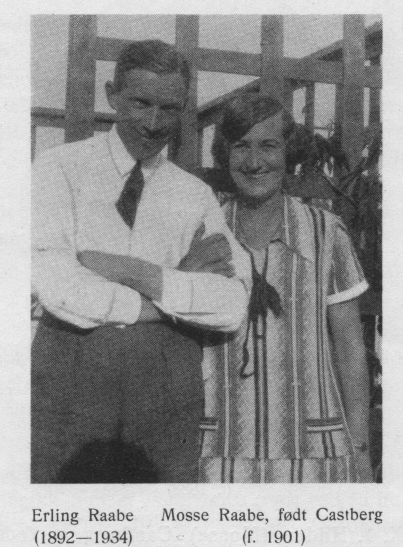 Erling Raabe Mosse Raabe, født Castberg
(1892—1934) (f. 1901)